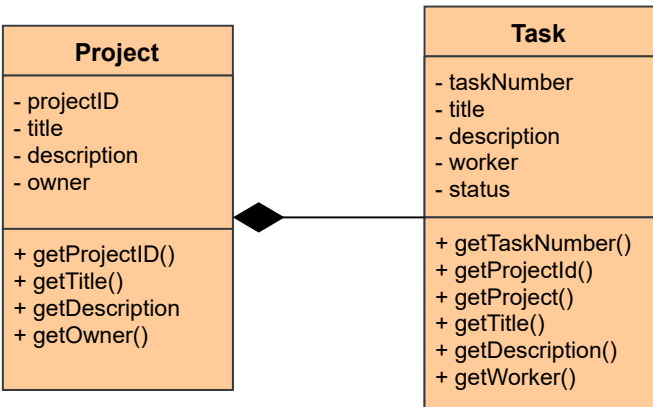 Project
- projectID
- title
- description
- owner
+ getProjectID()
+ getTitle()
+ getDescription
+ getOwner()
Task
- taskNumber
- title
- description
- worker
- status
+ getTaskNumber()
+ getProjectId()
+ getProject()
+ getTitle()
+ getDescription()
+ getWorker()